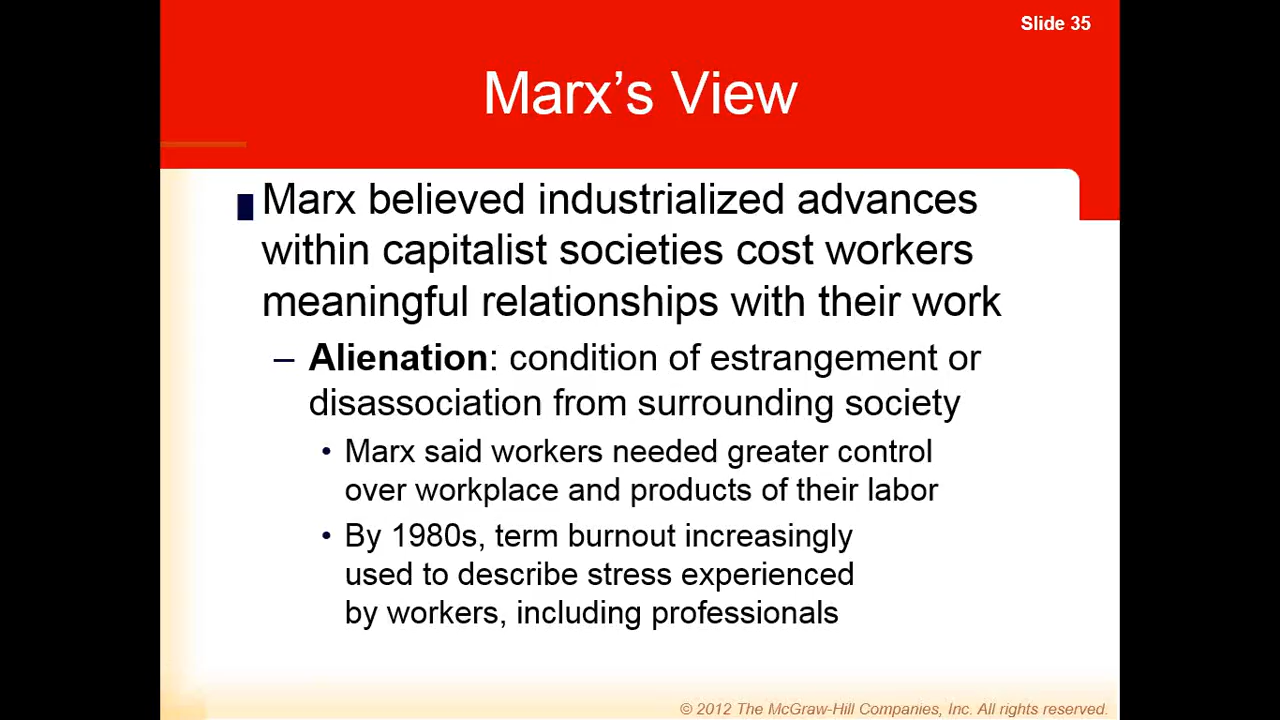 Slide 35
Marx’s View
Marx believed industrialized advances
within capitalist societies cost workers
meaningful relationships with their work
– Alienation: condition of estrangement or
disassociation from surrounding society
• Marx said workers needed greater control
over workplace and products of their labor
• By 1980s, term burnout increasingly
used to describe stress experienced
by workers, including professionals
© 2012 The McGraw-Hill Companies, Inc. All rights reserved.